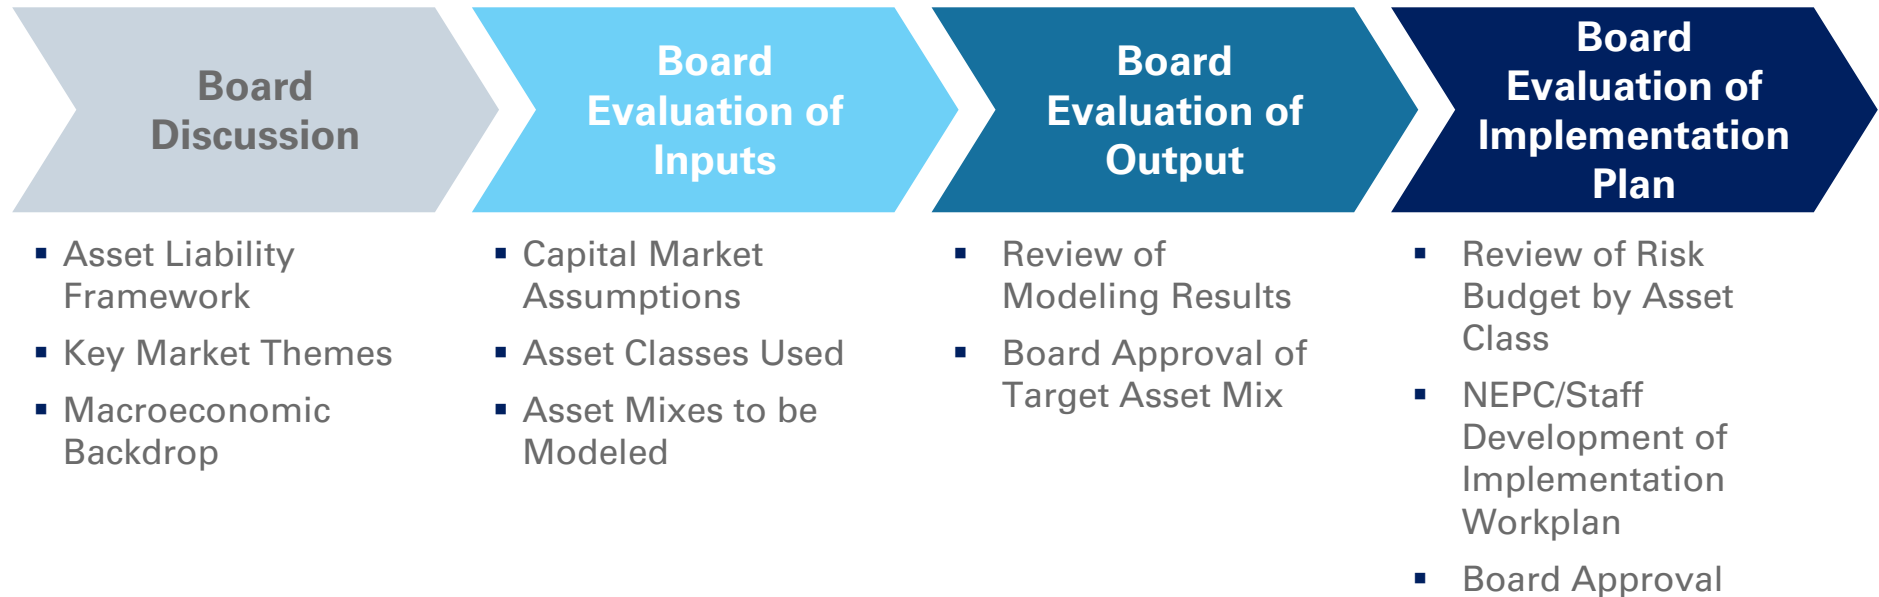 Board
Discussion
Board
Evaluation of
Inputs
Board
Evaluation of
Output
Board
Evaluation of
Implementation
Plan
▪ Asset Liability
Framework
▪ Key Market Themes
▪ Macroeconomic
Backdrop
▪ Capital Market
Assumptions
▪ Asset Classes Used
▪ Asset Mixes to be
Modeled
▪ Review of
Modeling Results
▪ Board Approval of
Target Asset Mix
▪ Review of Risk
Budget by Asset
Class
▪ NEPC/Staff
Development of
Implementation
Workplan
▪ Board Approval